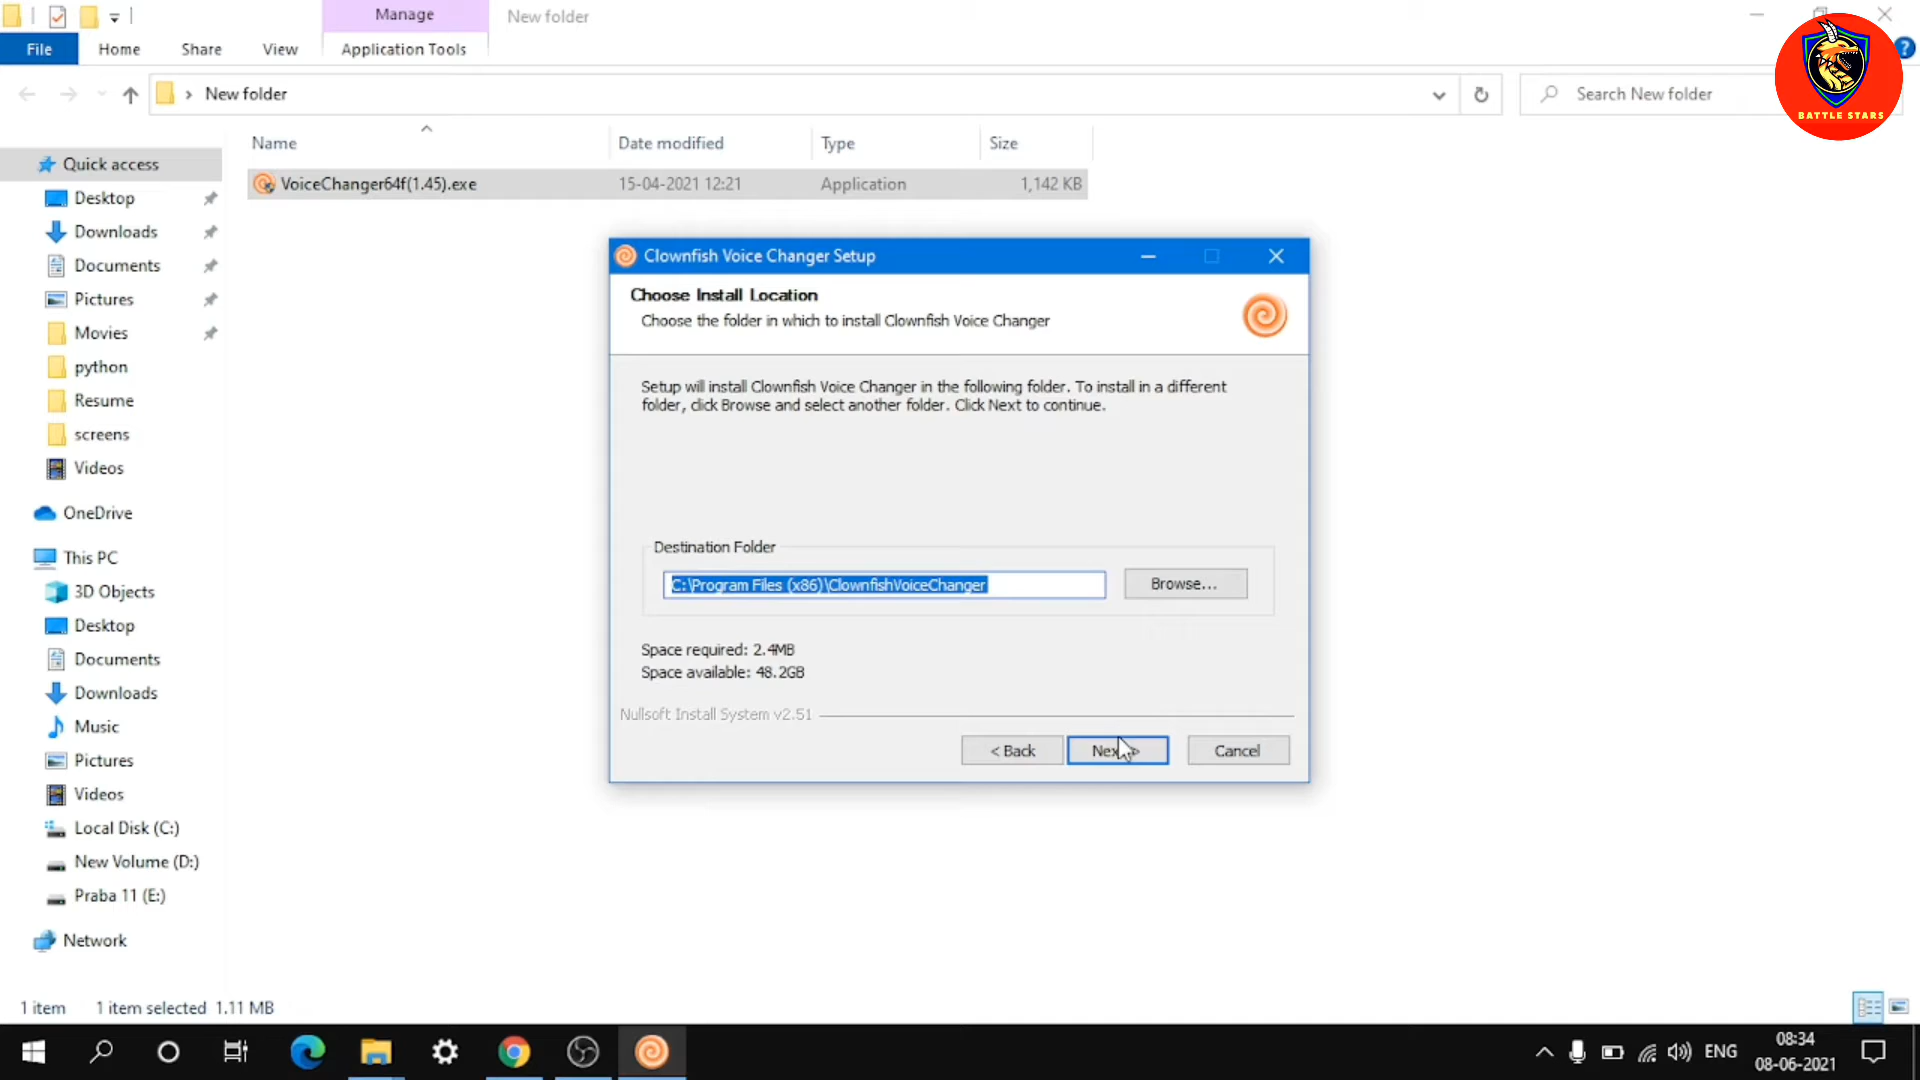 Manage
New folder
File
Home
Share
View
Application Tools
New folder
Search New folder
BATTLE STARS
Name
Date modified
Type
Size
VoiceChanger64f(1.45).exe
15-04-2021 12:21
Application
1,142 KB
Quick access
Desktop
Downloads
Documents
Pictures
Movies
python
Resume
screens
Videos
OneDrive
This PC
3D Objects
Desktop
Documents
Downloads
Music
Pictures
Videos
Local Disk (C:)
New Volume (D:)
Praba 11 (E:)
Network
Clownfish Voice Changer Setup
Choose Install Location
Choose the folder in which to install Clownfish Voice Changer
Setup will install Clownfish Voice Changer in the following folder. To install in a different
folder, click Browse and select another folder. Click Next to continue.
Destination Folder
C:\Program Files (x86)\ClownfishVoiceChanger
Browse...
Space required: 2.4MB
Space available: 48.2GB
Nullsoft Install System v2.51
< Back
Next >
Cancel
1 item
1 item selected 1.11 MB
ENG
08:34
08-06-2021